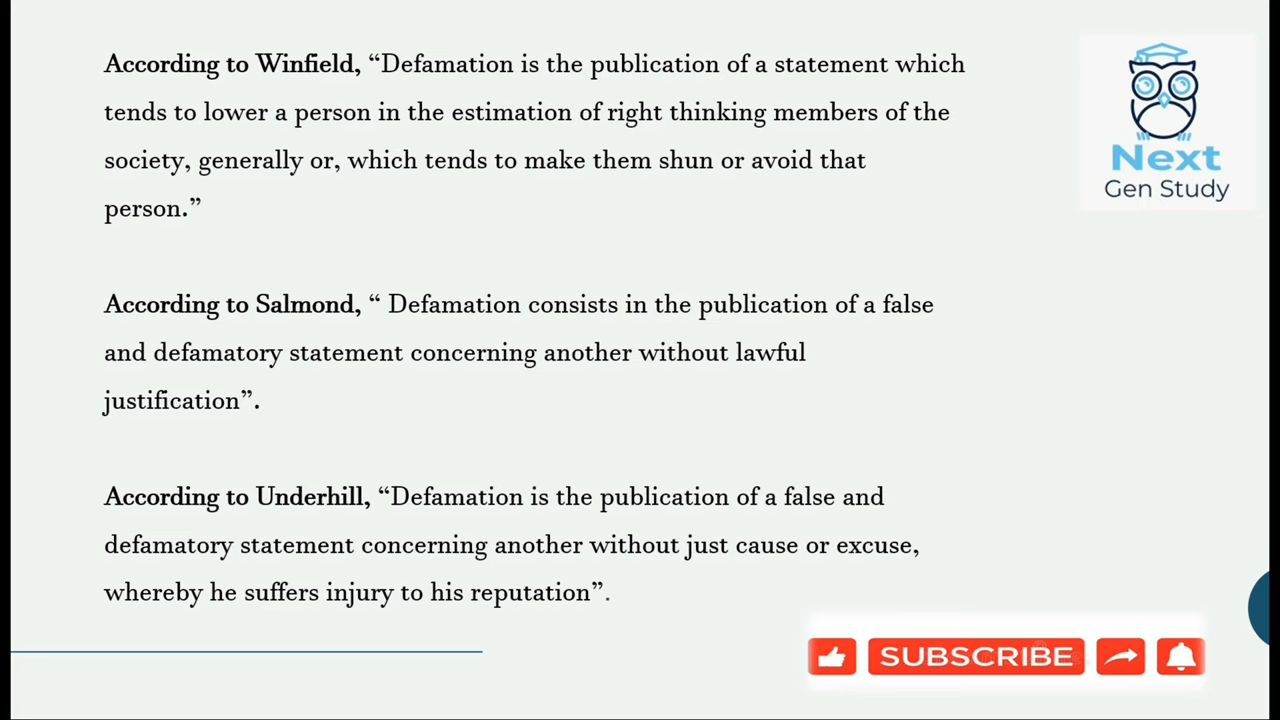 According to Winfield, “Defamation is the publication of a statement which
tends to lower a person in the estimation of right thinking members of the
society, generally or, which tends to make them shun or avoid that
person.”
According to Salmond, “ Defamation consists in the publication of a false
and defamatory statement concerning another without lawful
justification”.
According to Underhill, “Defamation is the publication of a false and
defamatory statement concerning another without just cause or excuse,
whereby he suffers injury to his reputation”.
Next
Gen Study
SUBSCRIBE